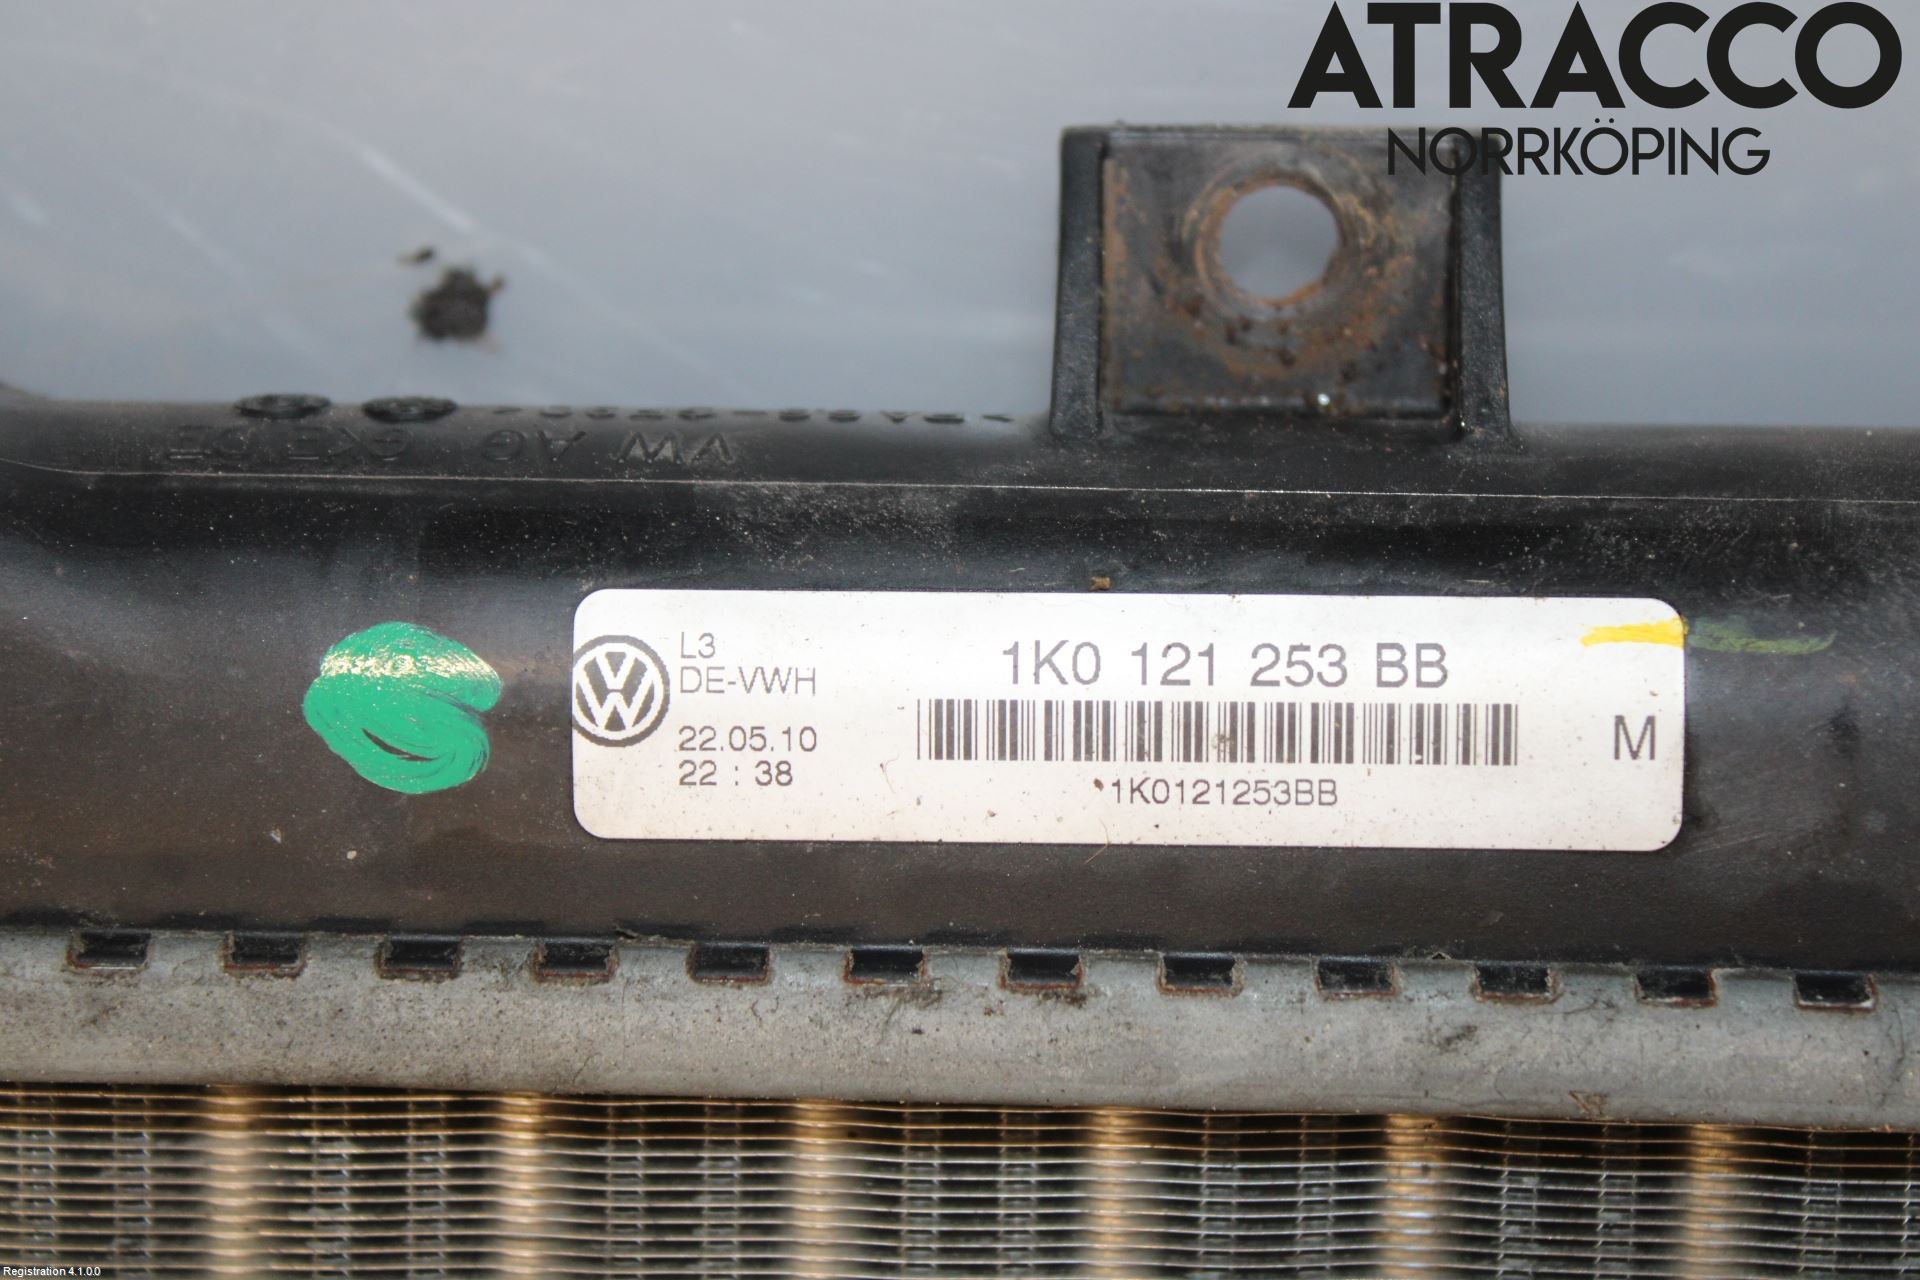 ATRACCO
NORRKÖPING
VW AG
L3
DE-VWH
22.05.10
22 : 38
1K0 121 253 BB
1K0121253BB
M
Registration 4.1.0.0